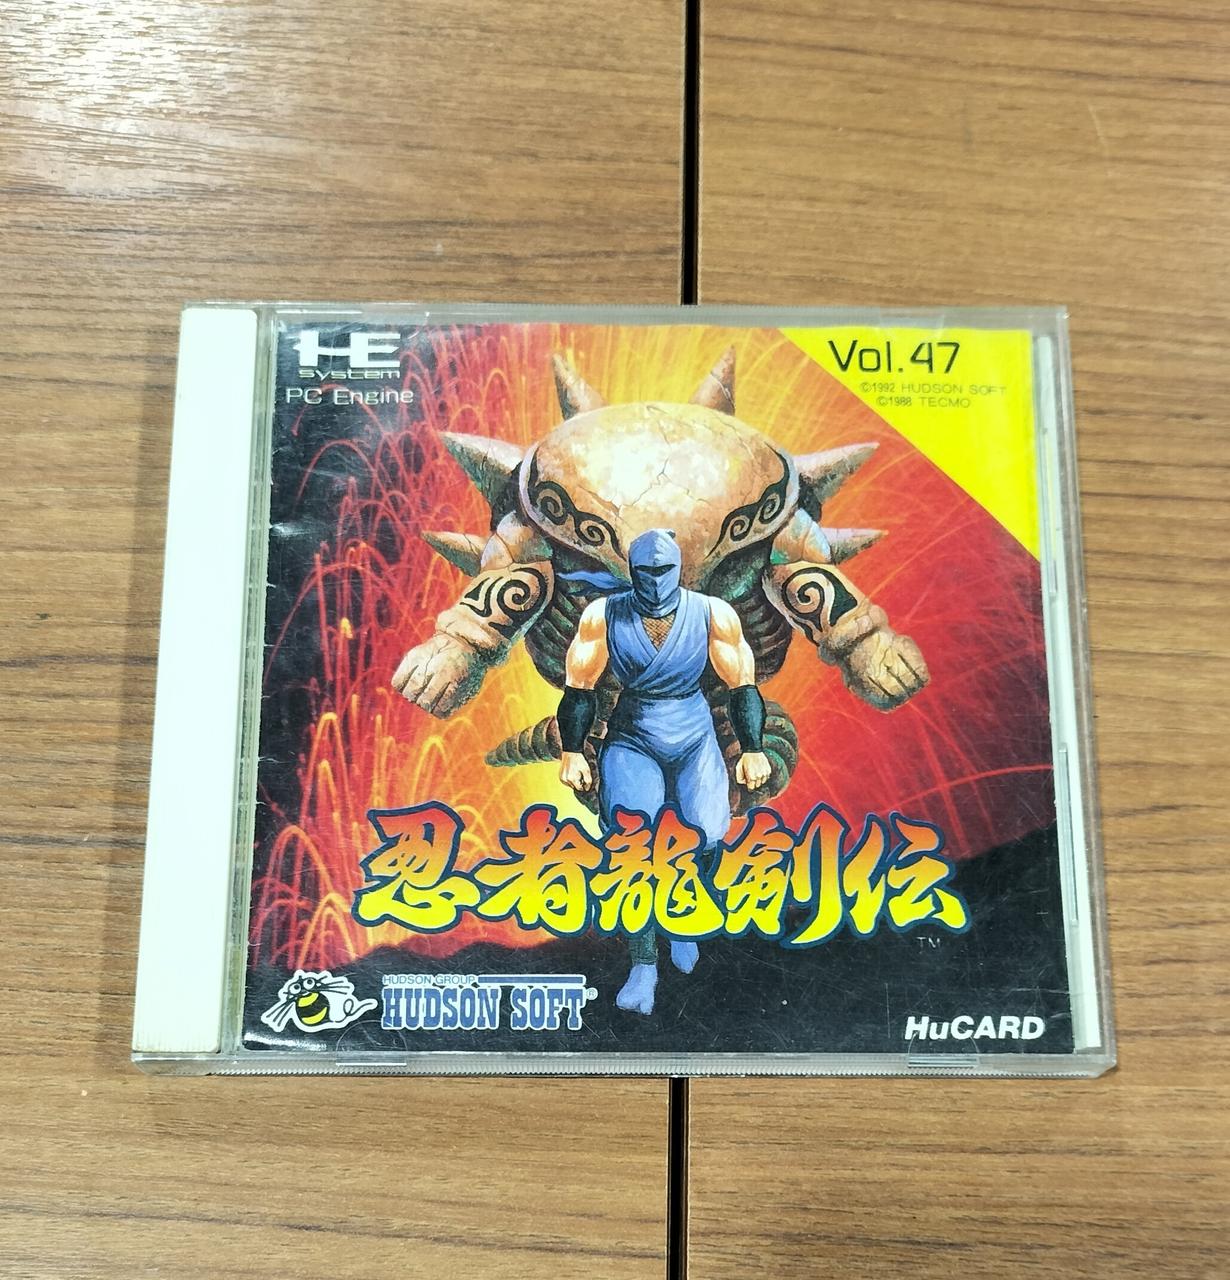 HE
system
PC Engine
Vol.47
©1992 HUDSON SOFT
©1988 TECMO
忍者龍剣伝
TM
HUDSON GROUP
HUDSON SOFT®
HuCARD